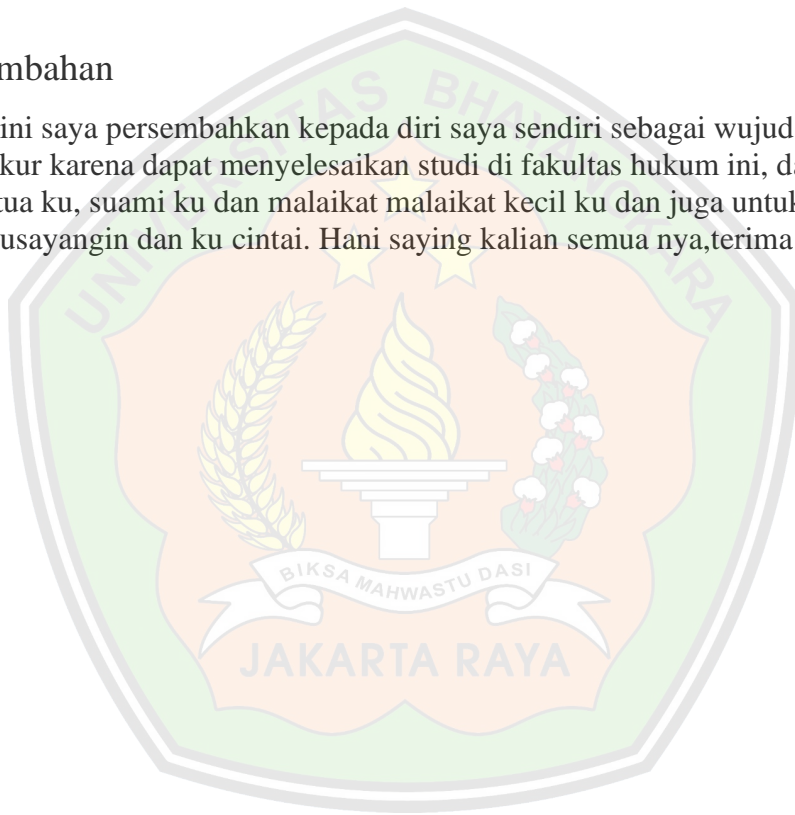 mbahan
ini saya persembahkan kepada diri saya sendiri sebagai wujud
kur karena dapat menyelesaikan studi di fakultas hukum ini, da
tua ku, suami ku dan malaikat malaikat kecil ku dan juga untuk
usayangin dan ku cintai. Hani saying kalian semua nya,terima
UNIVERSITAS BHAYANGKARA
BIKSA MAHWASTU DASI
JAKARTA RAYA